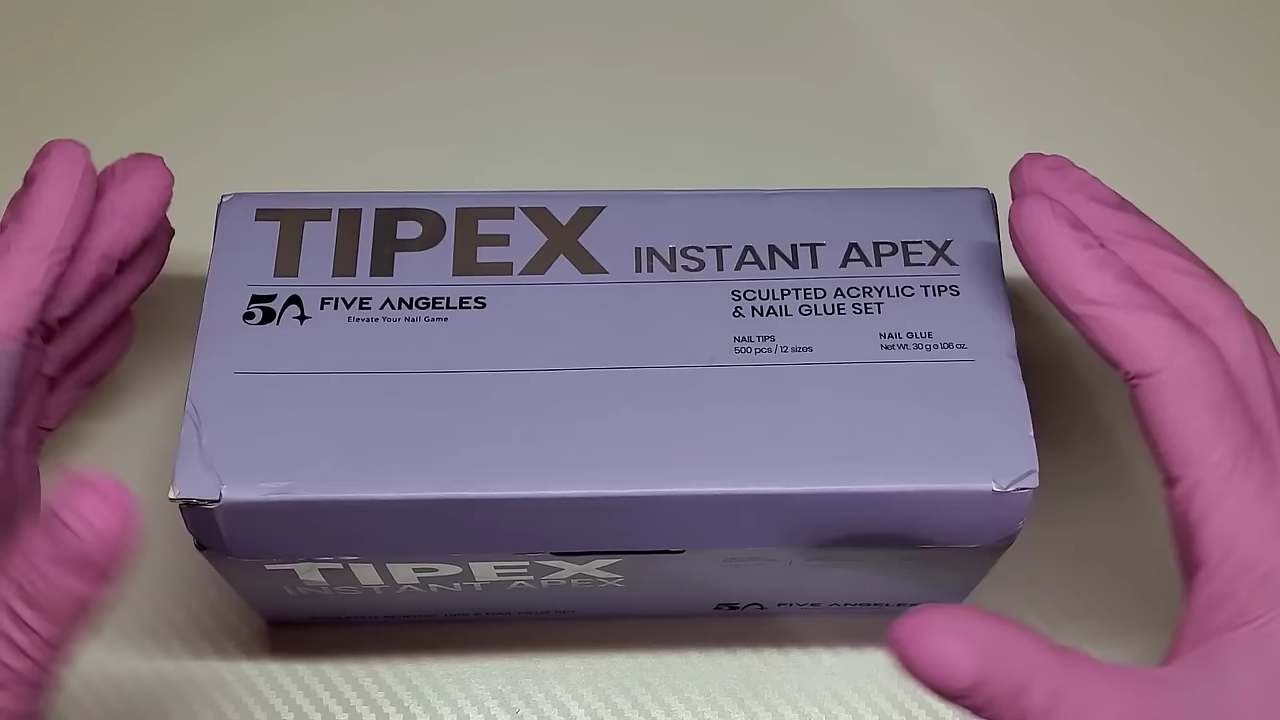 TIPEX INSTANT APEX
5A FIVE ANGELES
Elevate Your Nail Game
SCULPTED ACRYLIC TIPS
& NAIL GLUE SET
NAIL TIPS
500 pcs / 12 sizes
NAIL GLUE
Net Wt. 30 g e 1.06 oz.
TIPEX
INSTANT APEX
5A FIVE ANGELES